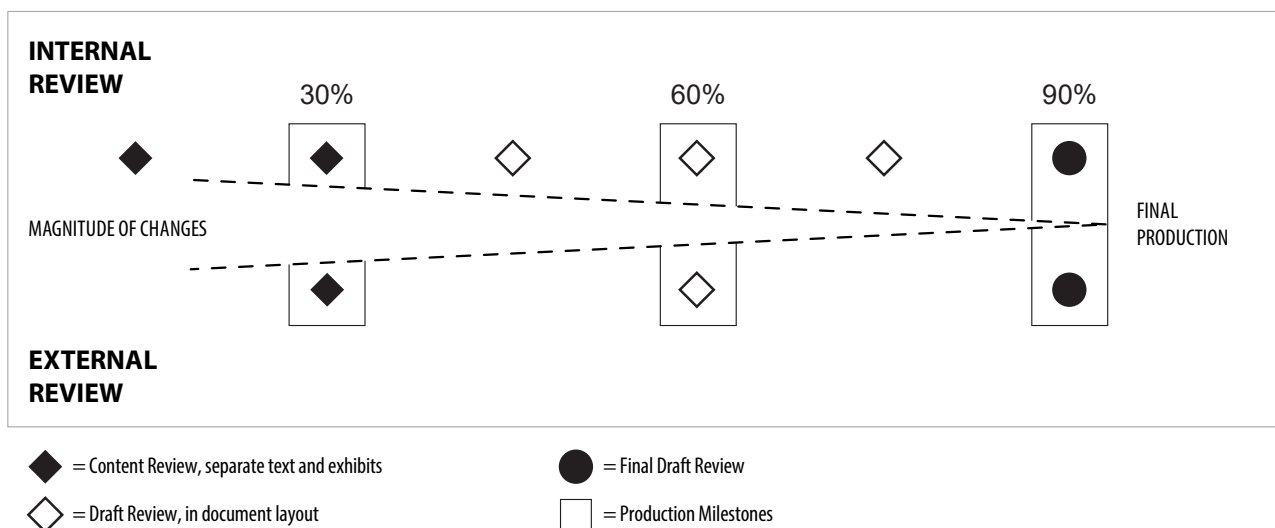 INTERNAL
REVIEW
30%
60%
90%
MAGNITUDE OF CHANGES
FINAL
PRODUCTION
EXTERNAL
REVIEW
= Content Review, separate text and exhibits
= Final Draft Review
= Draft Review, in document layout
= Production Milestones